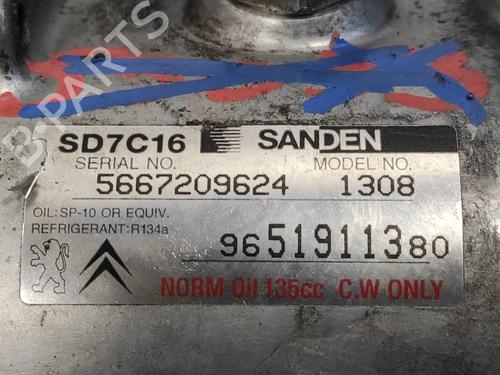 B-PARTS
SD7C16 SANDEN
SERIAL NO. MODEL NO.
5667209624 1308
OIL: SP-10 OR EQUIV.
REFRIGERANT:R134a
9651911380
NORM Oil 135cc C.W ONLY